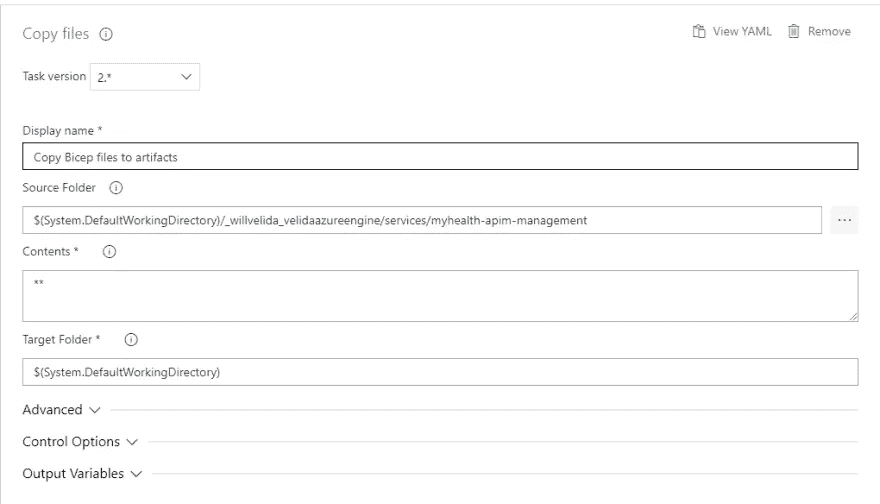 Copy files
View YAML
Remove
Task version 2.*
Display name *
Copy Bicep files to artifacts
Source Folder
$(System.DefaultWorkingDirectory)/_willvelida_velidaazureengine/services/myhealth-apim-management
...
Contents *
**
Target Folder *
$(System.DefaultWorkingDirectory)
Advanced
Control Options
Output Variables